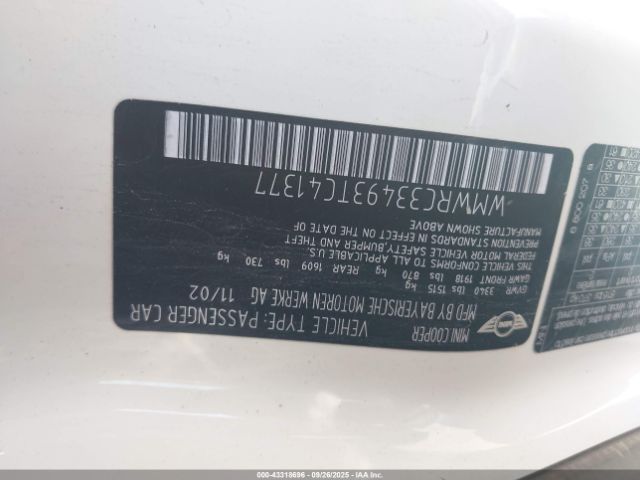 MINI COOPER VEHICLE TYPE: PASSENGER CAR
MFD BY BAYERISCHE MOTOREN WERKE AG 11/02
MINI
GVWR 3340 lbs 1515 kg
GAWR FRONT 1918 lbs 870 kg REAR 1609 lbs 730 kg
THIS VEHICLE CONFORMS TO ALL APPLICABLE U.S.
FEDERAL MOTOR VEHICLE SAFETY, BUMPER AND THEFT
PREVENTION STANDARDS IN EFFECT ON THE DATE OF
MANUFACTURE SHOWN ABOVE.
WMWRC33493TC41377
000-43318696 - 09/26/2025 - IAAI.com